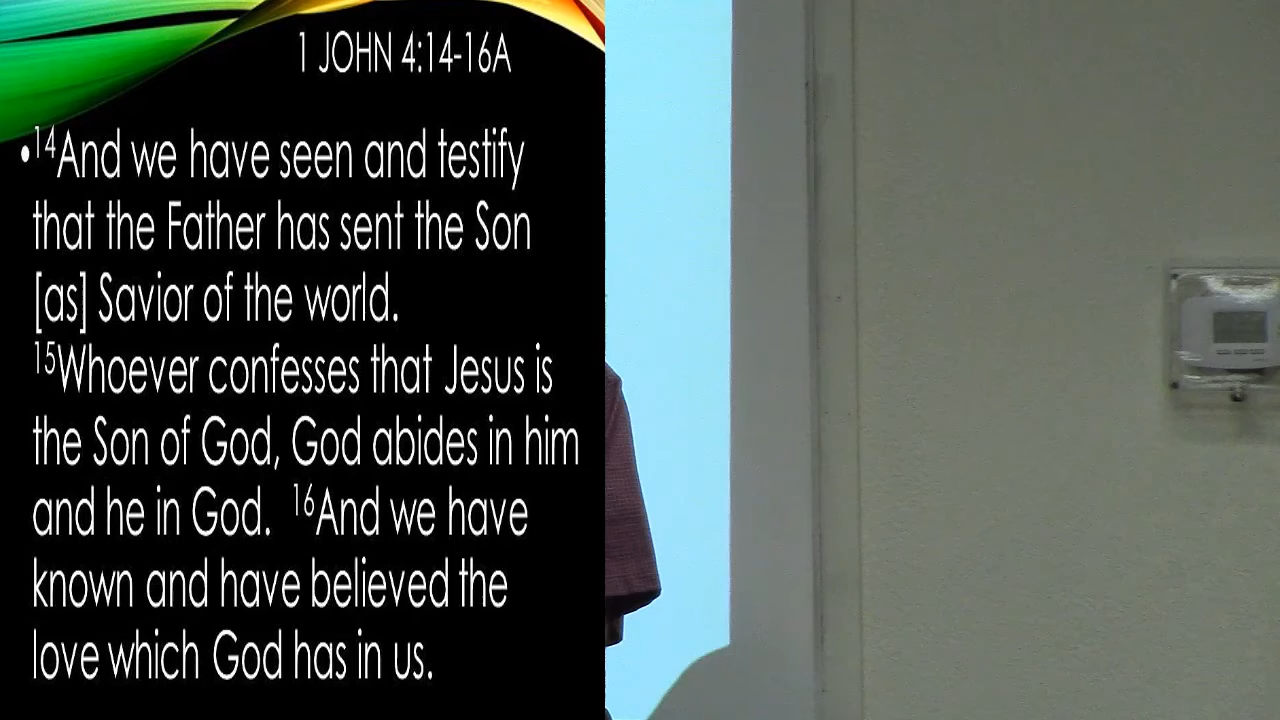 1 JOHN 4:14-16A
•14And we have seen and testify
that the Father has sent the Son
[as] Savior of the world.
15Whoever confesses that Jesus is
the Son of God, God abides in him
and he in God. 16And we have
known and have believed the
love which God has in us.